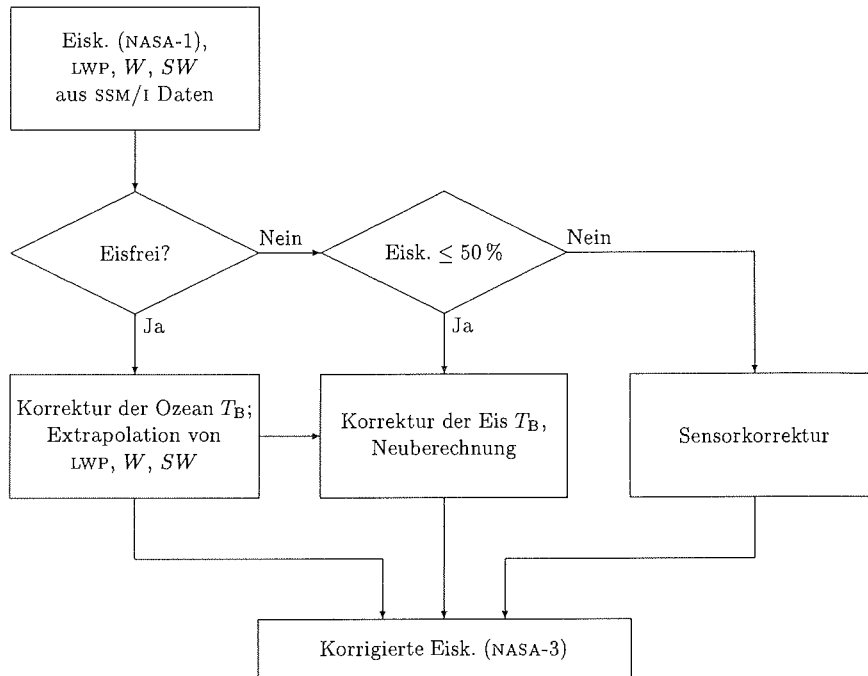 Eisk. (NASA-1),
LWP, W, SW
aus SSM/I Daten
Eisfrei?
Nein
Eisk. ≤ 50 %
Nein
Ja
Ja
Korrektur der Ozean T_B;
Extrapolation von
LWP, W, SW
Korrektur der Eis T_B,
Neuberechnung
Sensorkorrektur
Korrigierte Eisk. (NASA-3)